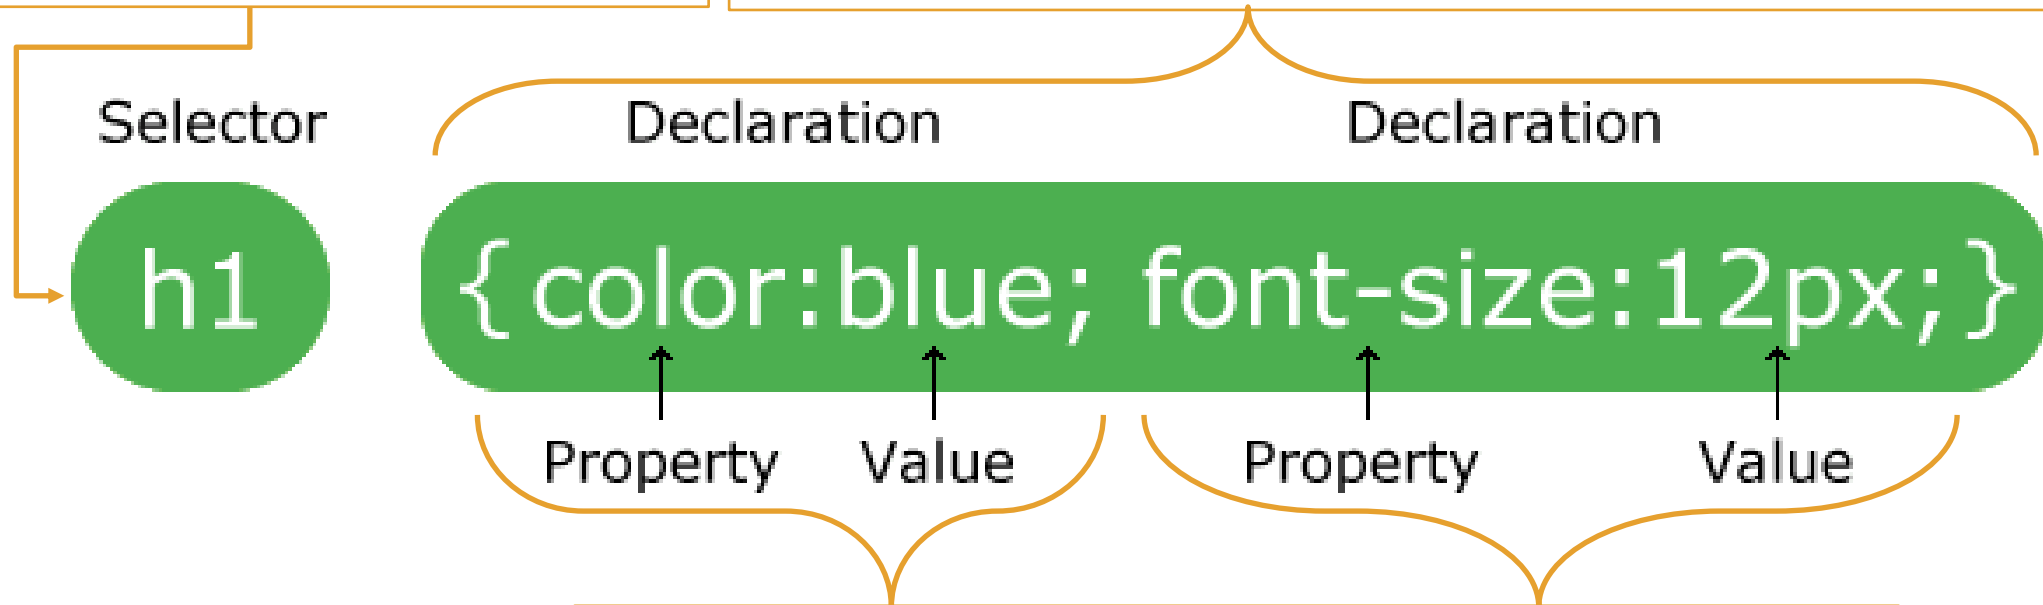 Selector Declaration Declaration
h1 {color:blue; font-size:12px;}
Property Value Property Value